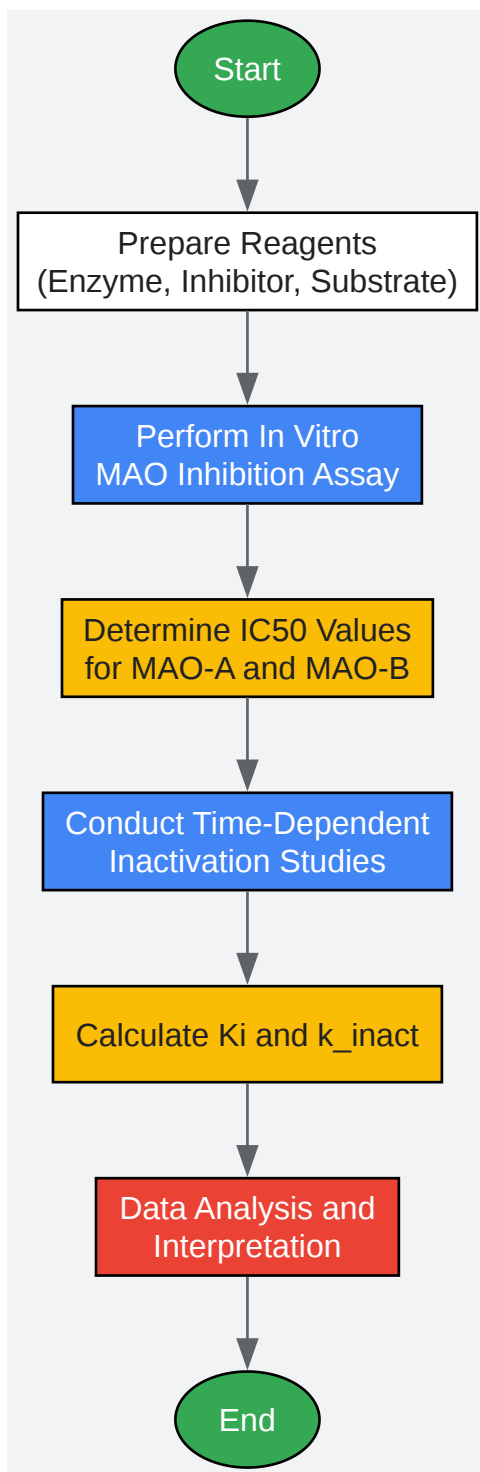 Start
Prepare Reagents
(Enzyme, Inhibitor, Substrate)
Perform In Vitro
MAO Inhibition Assay
Determine IC50 Values
for MAO-A and MAO-B
Conduct Time-Dependent
Inactivation Studies
Calculate Ki and k_inact
Data Analysis and
Interpretation
End